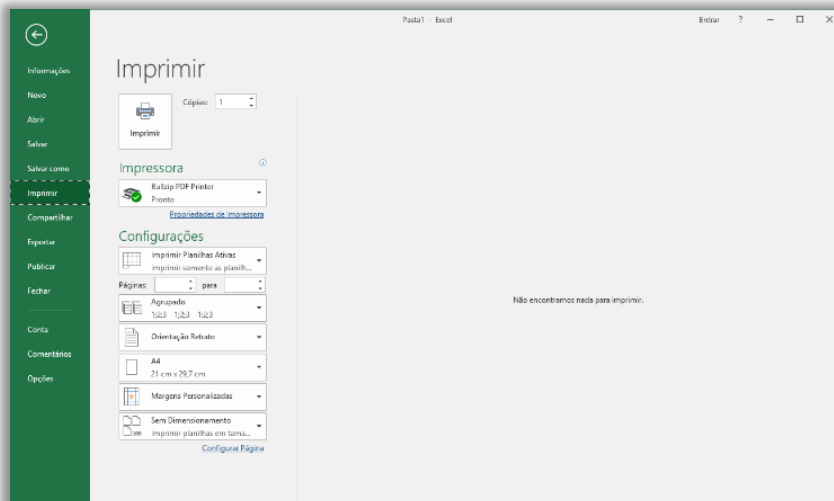 Pasta1 - Excel
Entrar ?
Informações
Novo
Abrir
Salvar
Salvar como
Imprimir
Compartilhar
Exportar
Publicar
Fechar
Conta
Comentários
Opções
Imprimir
Imprimir
Cópias: 1
Impressora
Bullzip PDF Printer
Pronto
Propriedades de Impressora
Configurações
Imprimir Planilhas Ativas
Imprimir somente as planilh...
Páginas: para
Agrupado
1;2;3 1;2;3 1;2;3
Orientação Retrato
A4
21 cm x 29,7 cm
Margens Personalizadas
Sem Dimensionamento
Imprimir planilhas em tama...
100
Configurar Página
Não encontramos nada para imprimir.